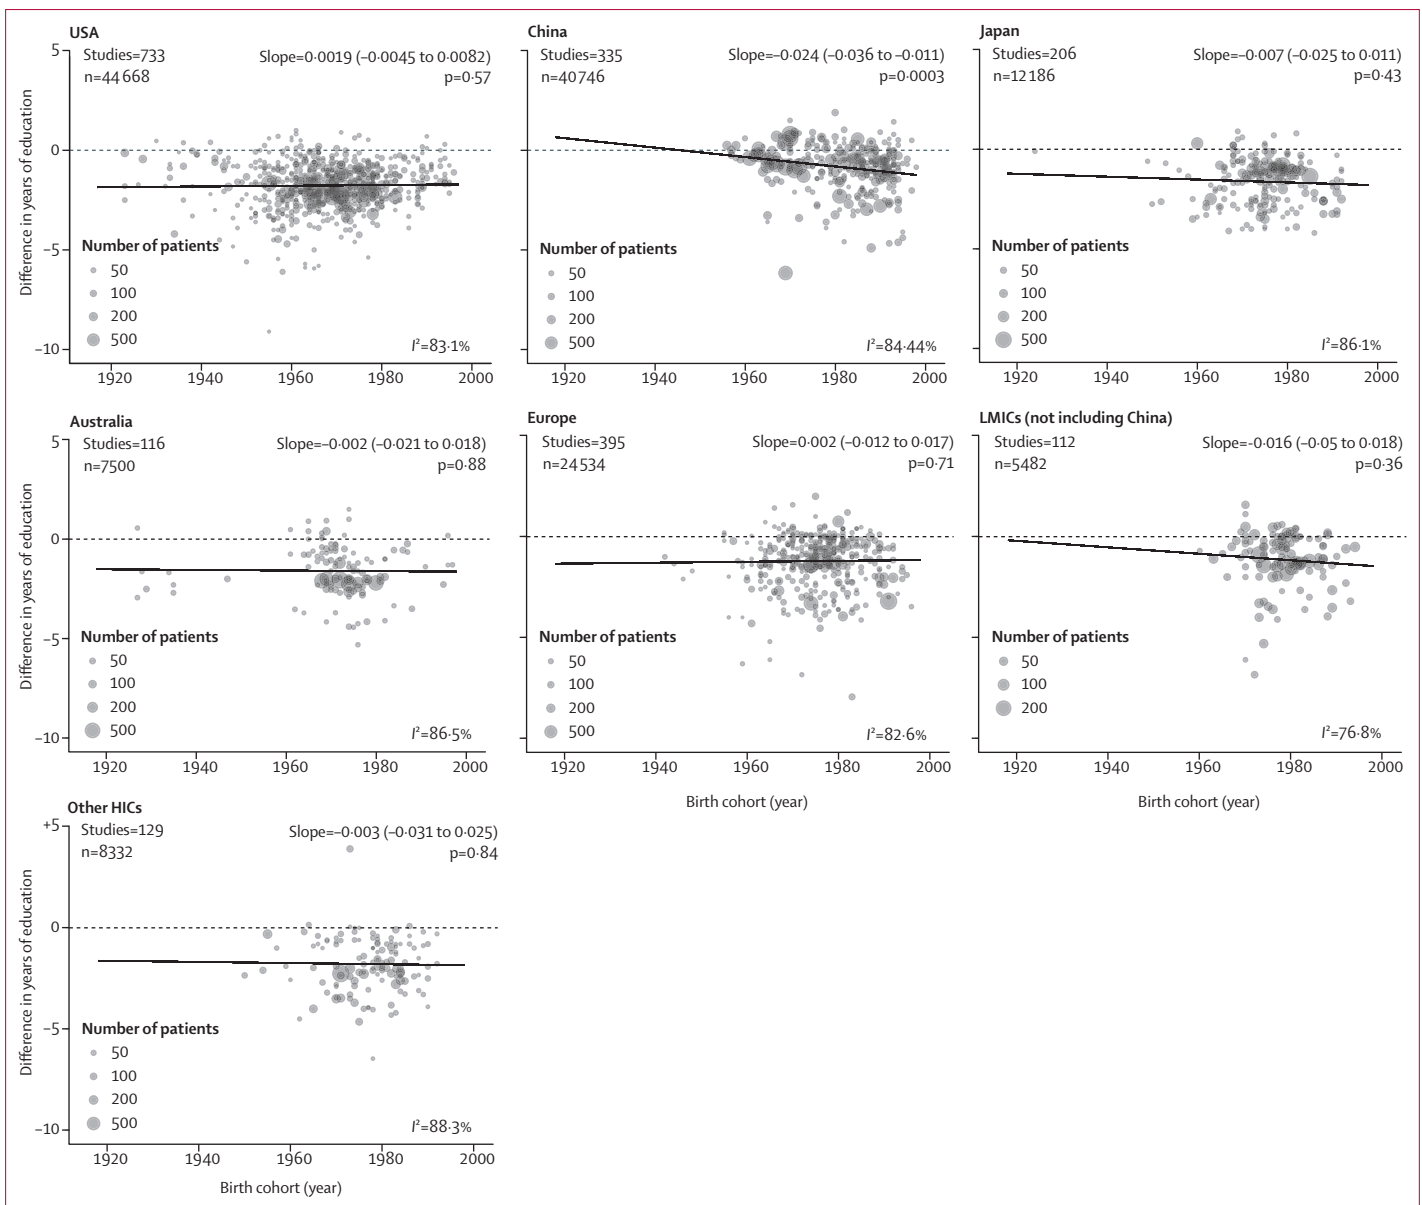 USA
Studies=733
Slope=0·0019 (–0·0045 to 0·0082)
n=44 668
p=0·57
5
0
–5
–10
Difference in years of education
Number of patients
50
100
200
500
I²=83·1%
1920 1940 1960 1980 2000
China
Studies=335
Slope=–0·024 (–0·036 to –0·011)
n=40 746
p=0·0003
Number of patients
50
100
200
500
I²=84·44%
1920 1940 1960 1980 2000
Japan
Studies=206
Slope=–0·007 (–0·025 to 0·011)
n=12 186
p=0·43
Number of patients
50
100
200
500
I²=86·1%
1920 1940 1960 1980 2000
Australia
Studies=116
Slope=–0·002 (–0·021 to 0·018)
n=7500
p=0·88
5
0
–5
–10
Difference in years of education
Number of patients
50
100
200
500
I²=86·5%
1920 1940 1960 1980 2000
Europe
Studies=395
Slope=0·002 (–0·012 to 0·017)
n=24 534
p=0·71
Number of patients
50
100
200
500
I²=82·6%
1920 1940 1960 1980 2000
Birth cohort (year)
LMICs (not including China)
Studies=112
Slope=-0·016 (–0·05 to 0·018)
n=5482
p=0·36
Number of patients
50
100
200
I²=76·8%
1920 1940 1960 1980 2000
Birth cohort (year)
Other HICs
Studies=129
Slope=–0·003 (–0·031 to 0·025)
n=8332
p=0·84
+5
0
–5
–10
Difference in years of education
Number of patients
50
100
200
500
I²=88·3%
1920 1940 1960 1980 2000
Birth cohort (year)